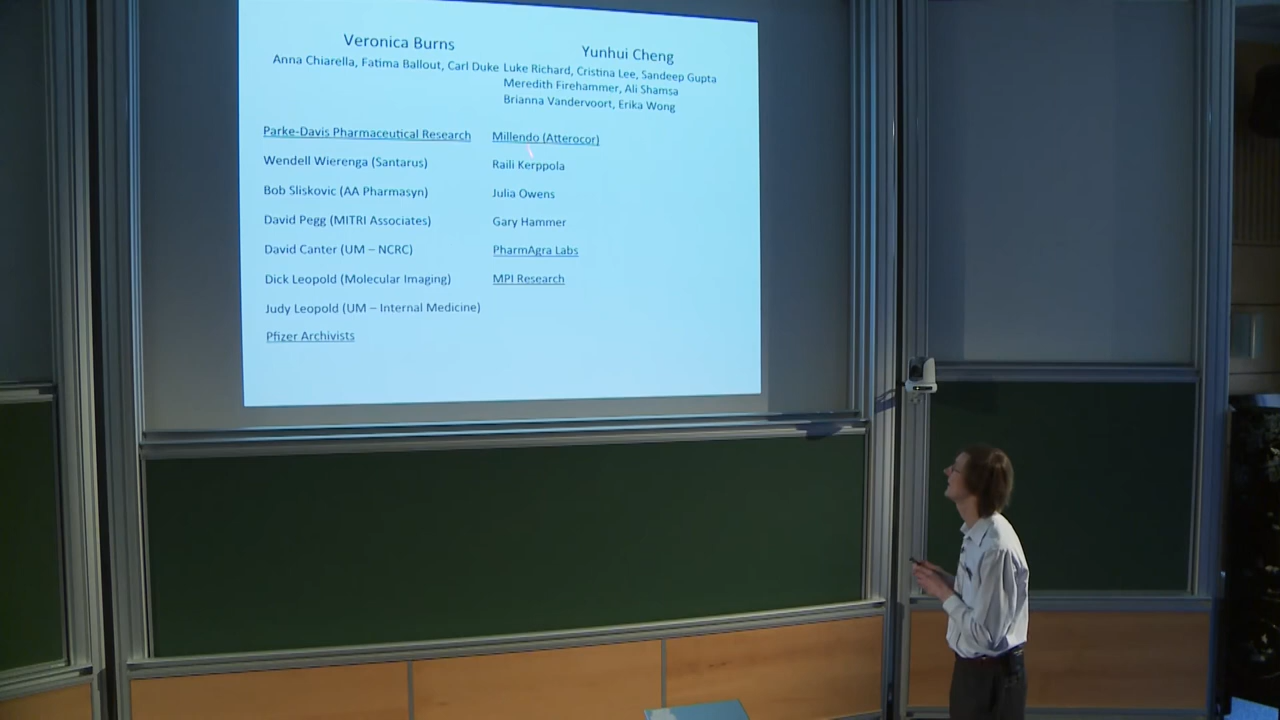 Veronica Burns
Anna Chiarella, Fatima Ballout, Carl Duke
Yunhui Cheng
Luke Richard, Cristina Lee, Sandeep Gupta
Meredith Firehammer, Ali Shamsa
Brianna Vandervoort, Erika Wong
Parke-Davis Pharmaceutical Research
Wendell Wierenga (Santarus)
Bob Sliskovic (AA Pharmasyn)
David Pegg (MITRI Associates)
David Canter (UM – NCRC)
Dick Leopold (Molecular Imaging)
Judy Leopold (UM – Internal Medicine)
Pfizer Archivists
Millendo (Atterocor)
Raili Kerppola
Julia Owens
Gary Hammer
PharmAgra Labs
MPI Research